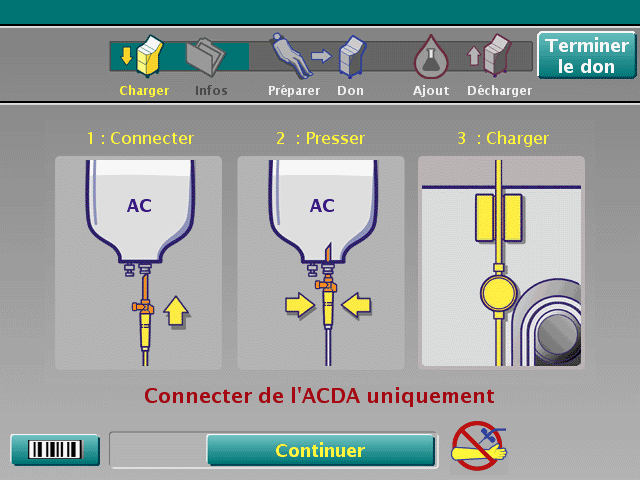 Terminer
le don
Charger
Infos
Préparer
Don
Ajout
Décharger
1 : Connecter
2 : Presser
3 : Charger
AC
AC
Connecter de l'ACDA uniquement
Continuer